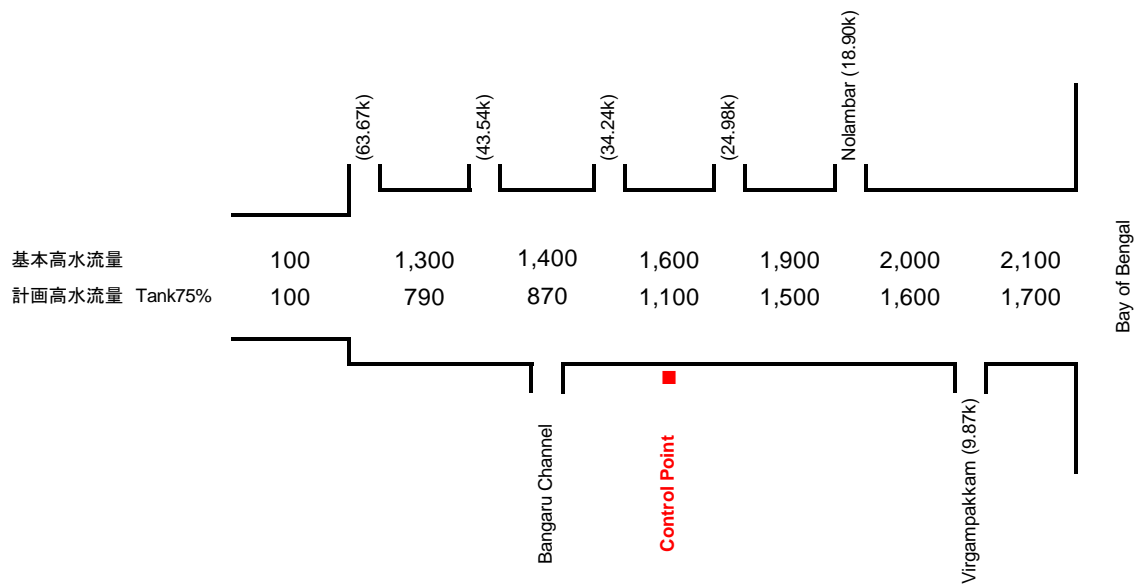 (63.67k)
(43.54k)
(34.24k)
(24.98k)
Nolambar (18.90k)
基本高水流量 100 1,300 1,400 1,600 1,900 2,000 2,100
計画高水流量 Tank75% 100 790 870 1,100 1,500 1,600 1,700
Bay of Bengal
Bangaru Channel
Control Point
Virgampakkam (9.87k)